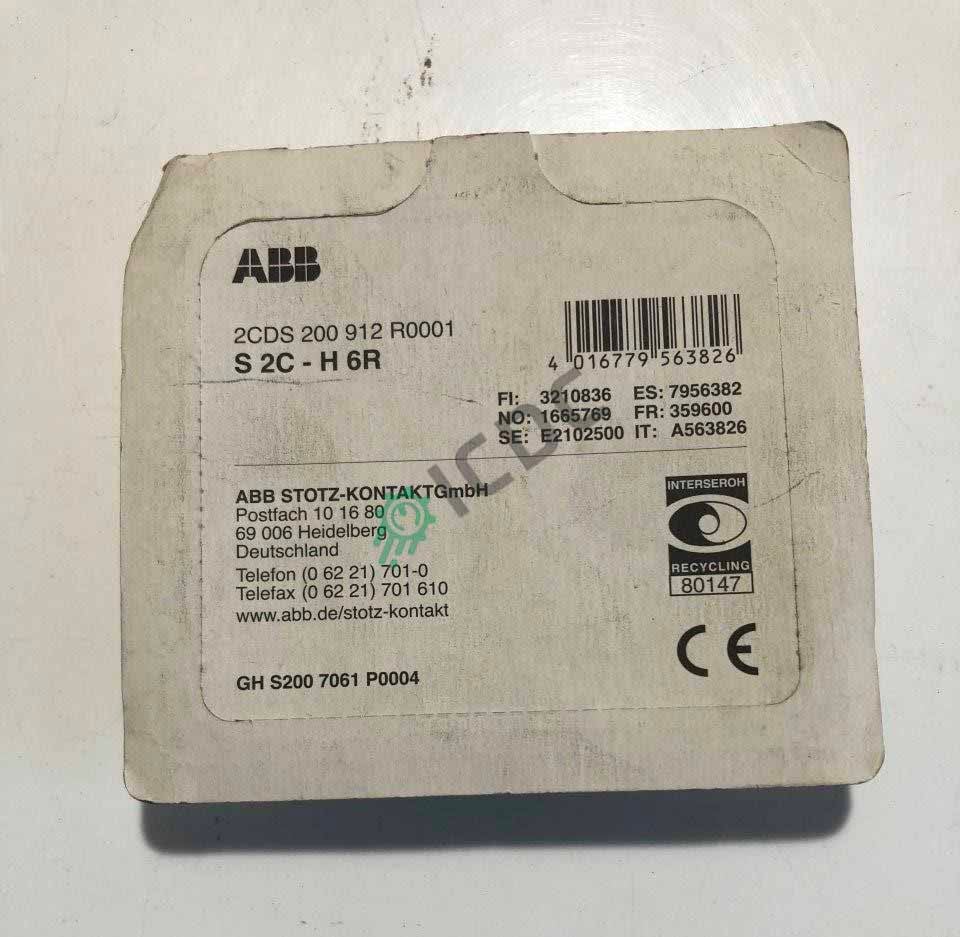 ABB
2CDS 200 912 R0001
S 2C - H 6R
4 016779 563826
FI: 3210836 ES: 7956382
NO: 1665769 FR: 359600
SE: E2102500 IT: A563826
ABB STOTZ-KONTAKTGmbH
Postfach 10 16 80
69 006 Heidelberg
Deutschland
Telefon (0 62 21) 701-0
Telefax (0 62 21) 701 610
www.abb.de/stotz-kontakt
GH S200 7061 P0004
INTERSEROH
RECYCLING
80147
CE
ICDC